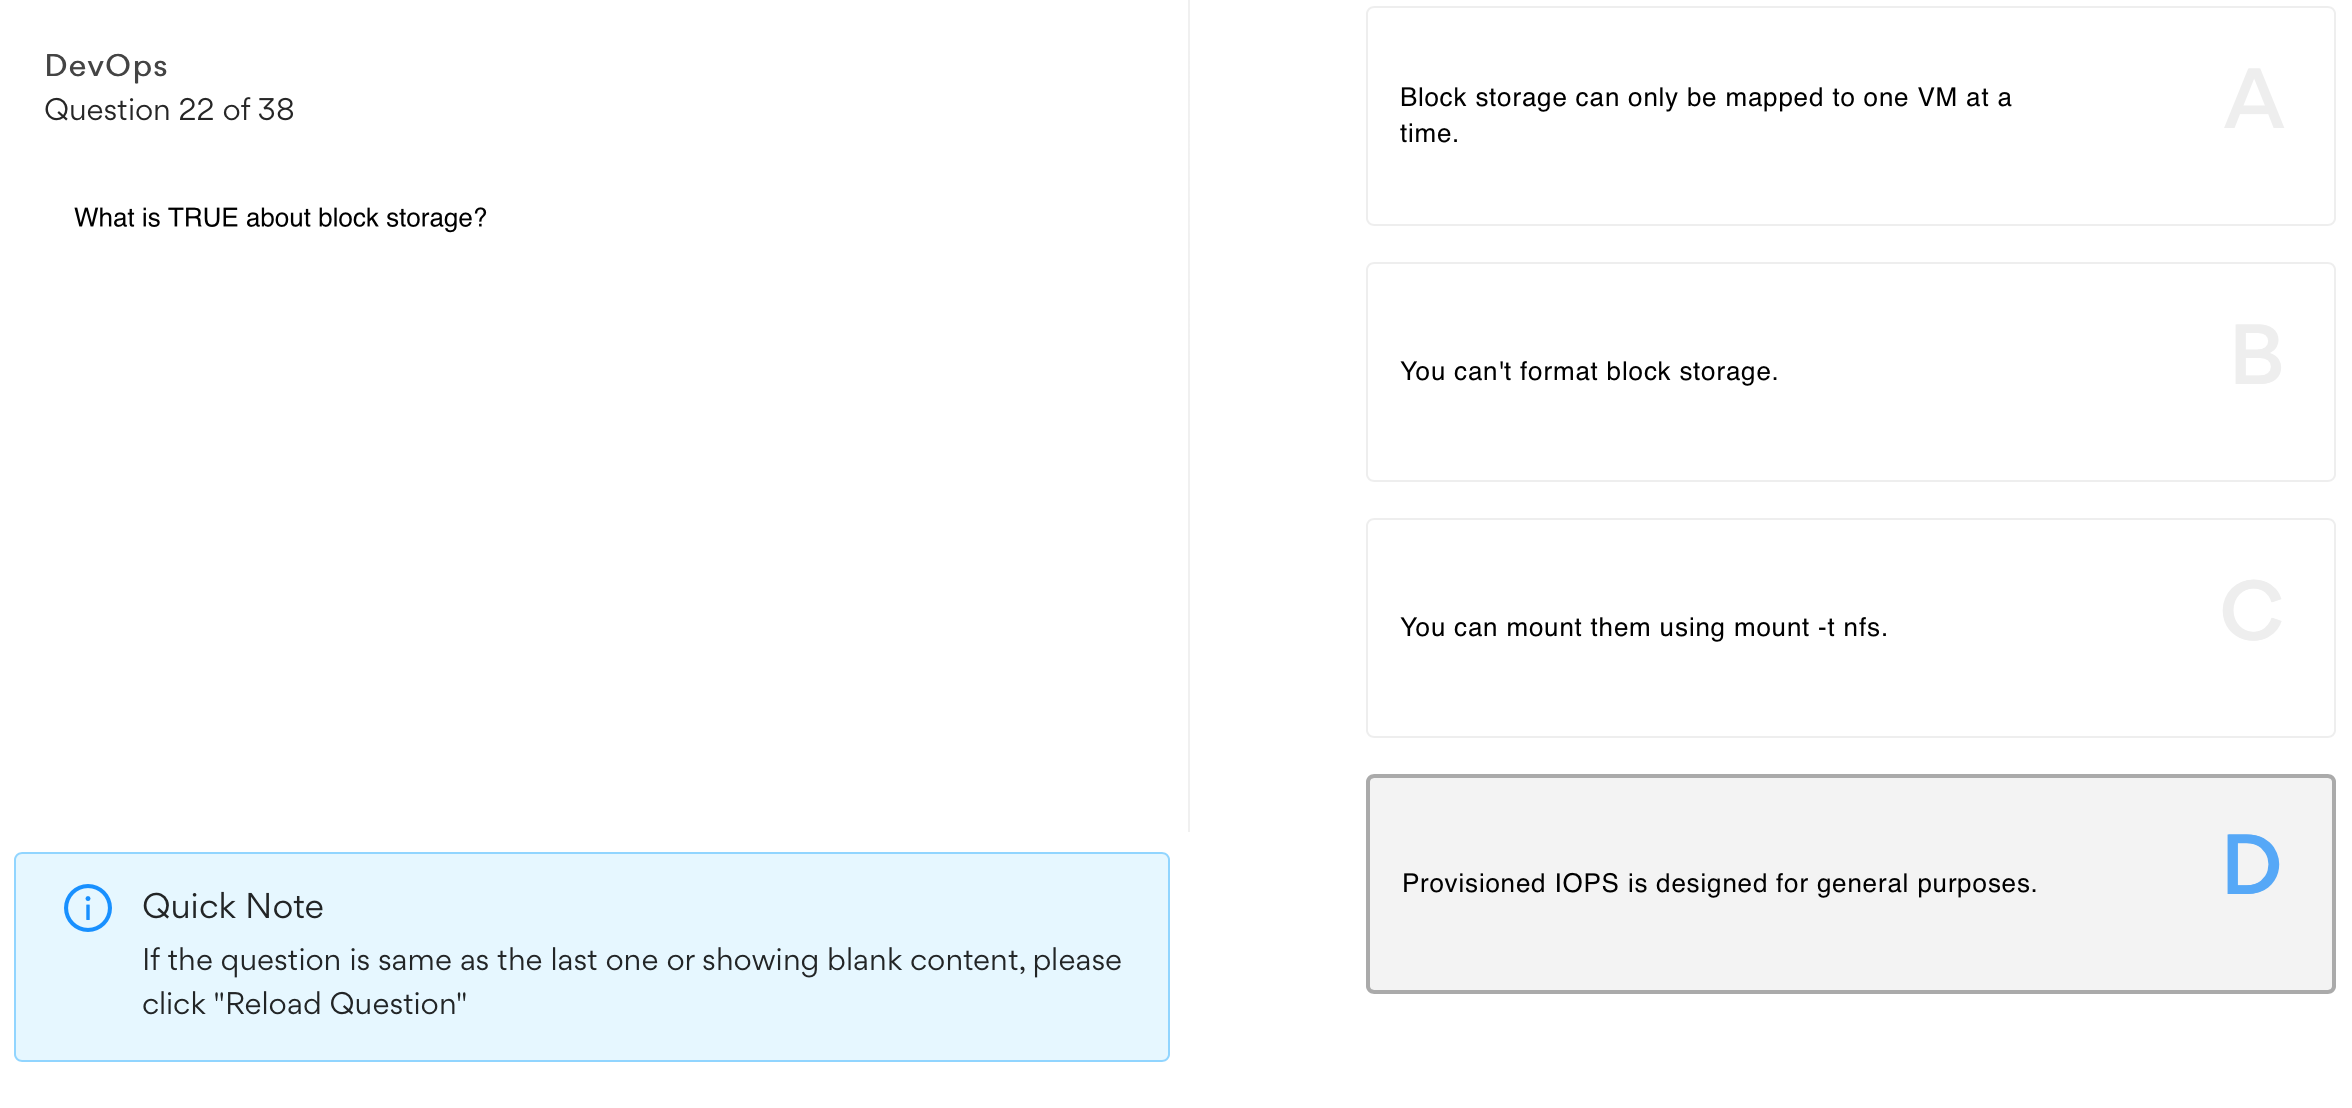 DevOps
Question 22 of 38
What is TRUE about block storage?
Quick Note
If the question is same as the last one or showing blank content, please
click "Reload Question"
Block storage can only be mapped to one VM at a
time.
A
You can't format block storage.
B
You can mount them using mount -t nfs.
C
Provisioned IOPS is designed for general purposes.
D